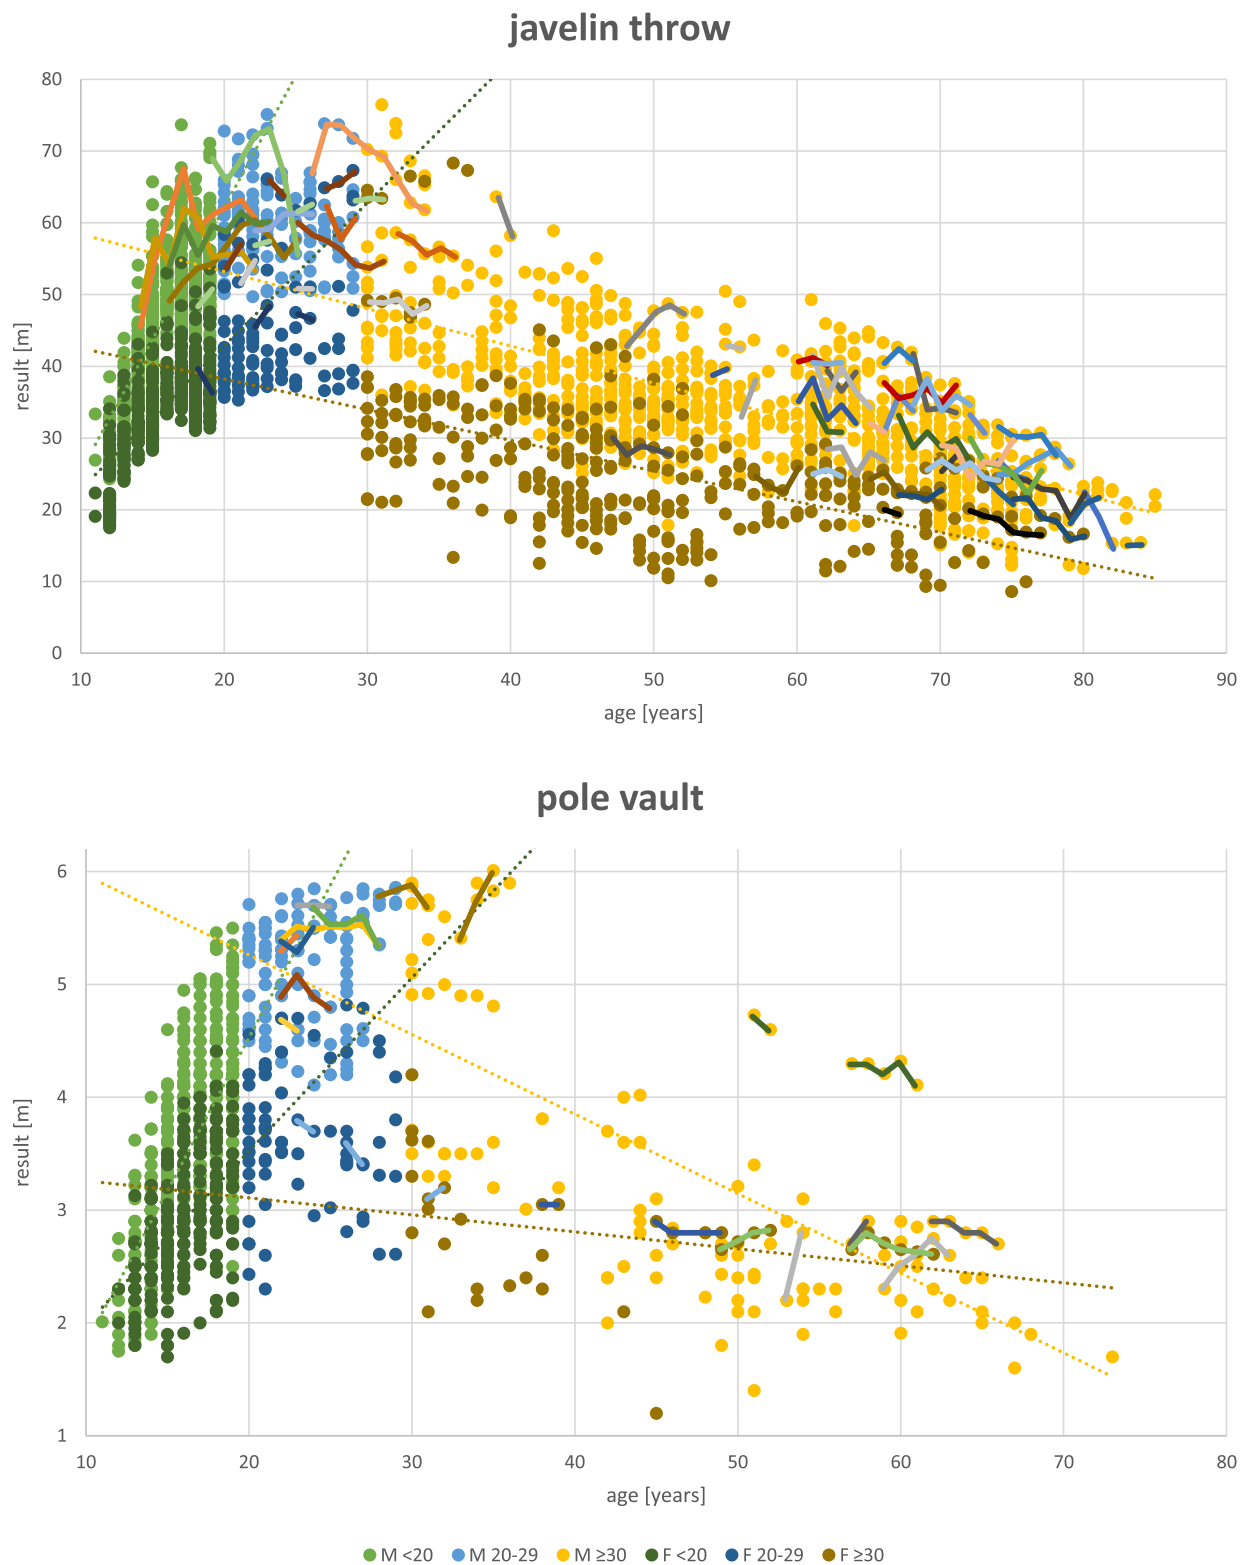 javelin throw
80
70
60
50
40
30
20
10
0
result [m]
10 20 30 40 50 60 70 80 90
age [years]
pole vault
6
5
4
3
2
1
result [m]
10 20 30 40 50 60 70 80
age [years]
M <20 M 20-29 M ≥30 F <20 F 20-29 F ≥30